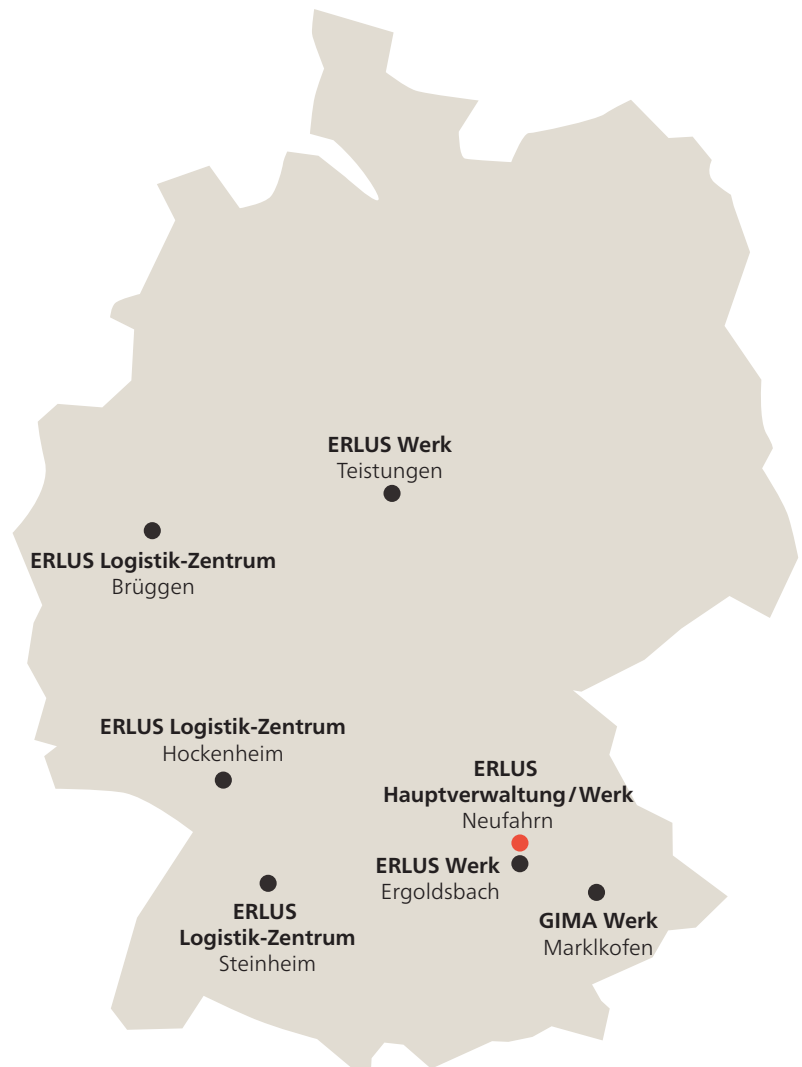 ERLUS Werk
Teistungen
ERLUS Logistik-Zentrum
Brüggen
ERLUS Logistik-Zentrum
Hockenheim
ERLUS
Hauptverwaltung/Werk
Neufahrn
ERLUS Werk
Ergoldsbach
ERLUS
Logistik-Zentrum
Steinheim
GIMA Werk
Marklkofen